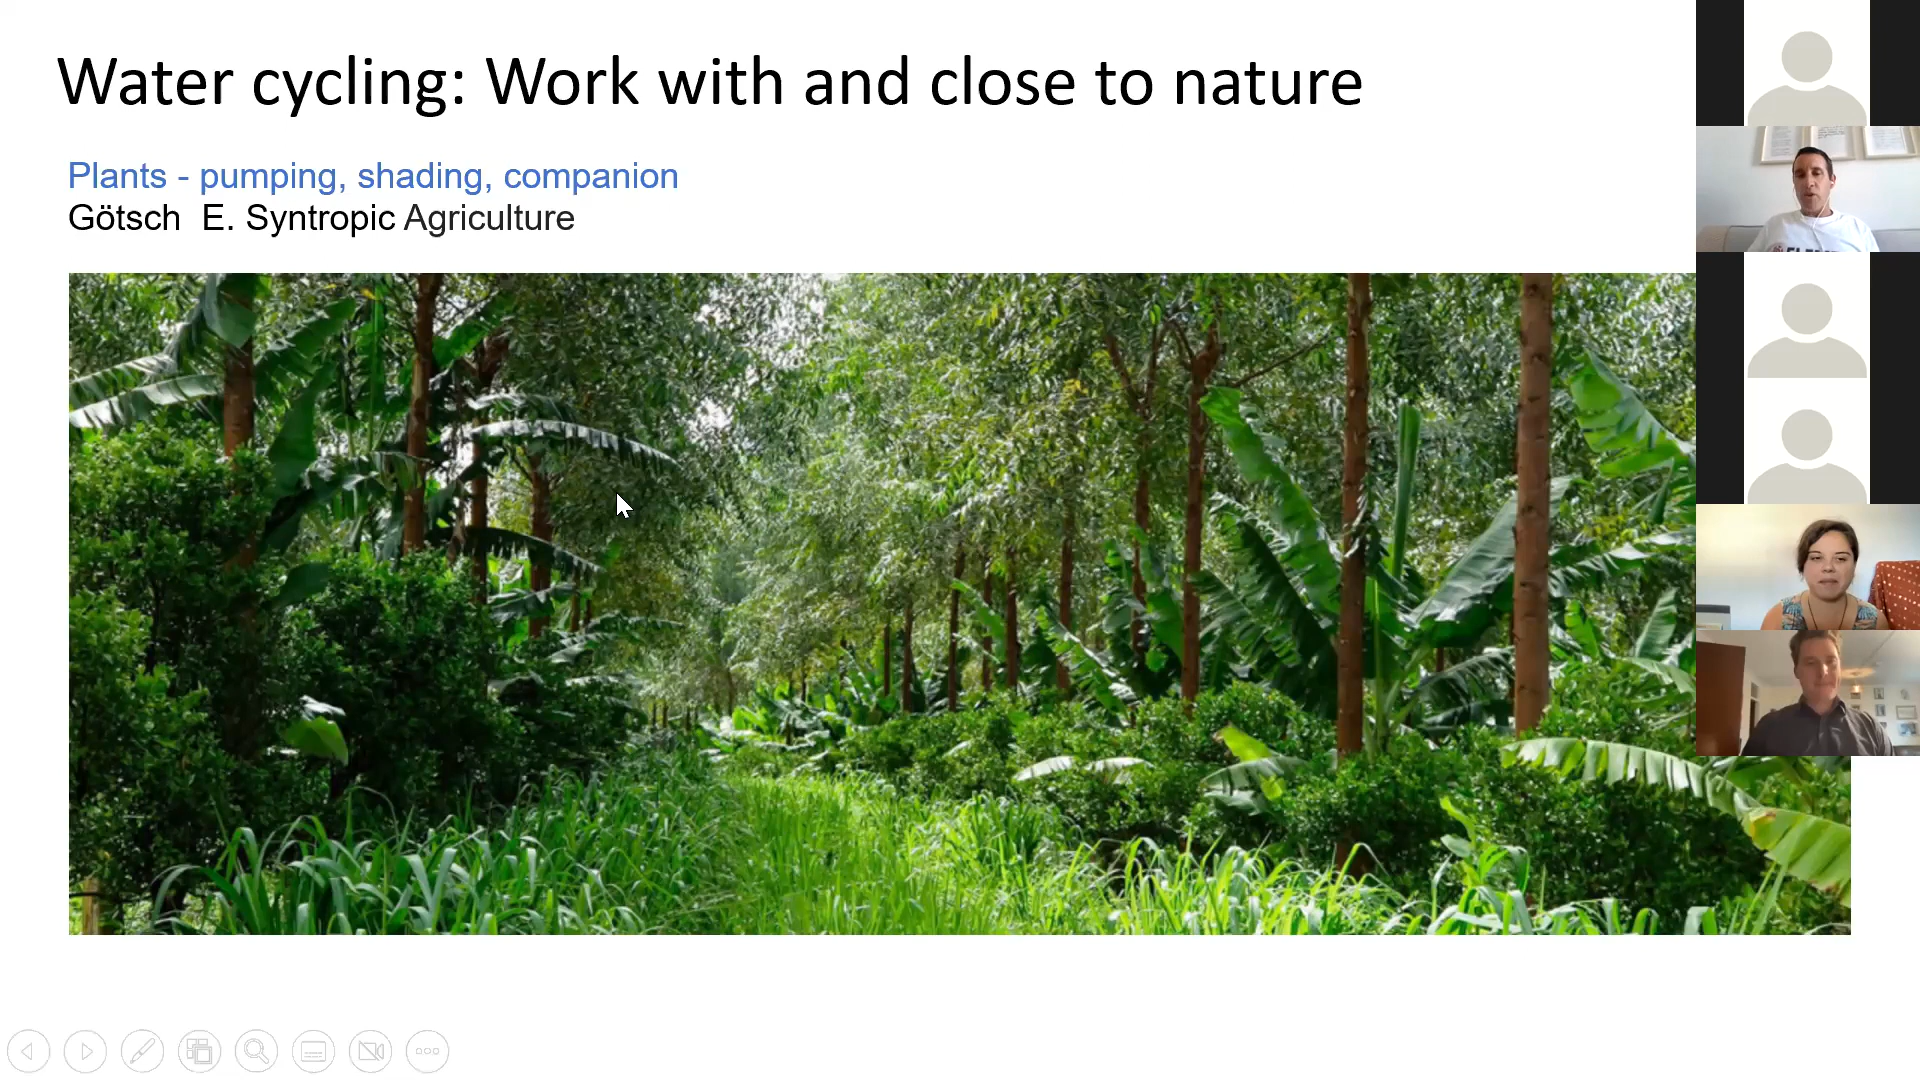 Water cycling: Work with and close to nature
Plants - pumping, shading, companion
Götsch  E. Syntropic Agriculture